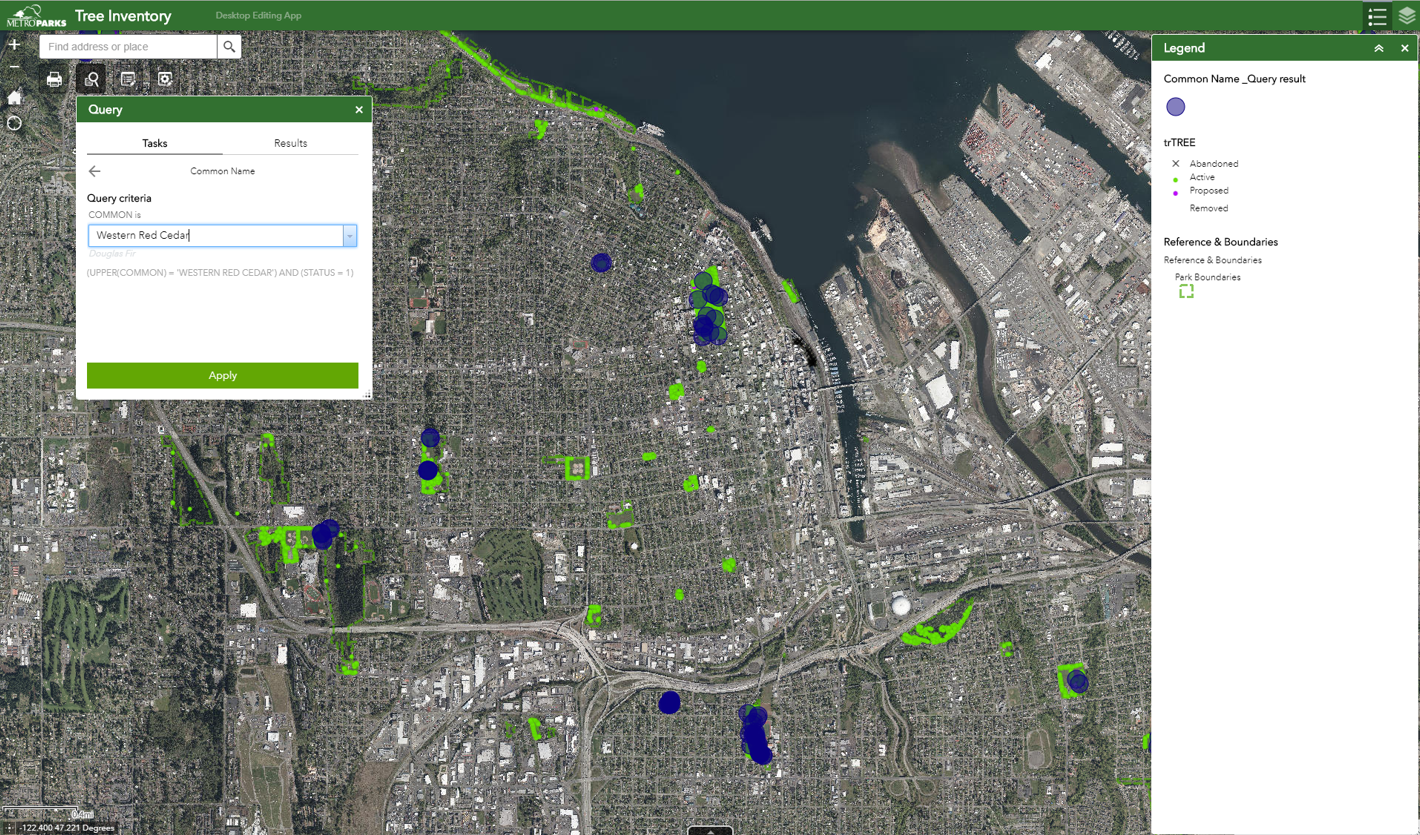 METROPARKS Tree Inventory Desktop Editing App
Find address or place
Query
Tasks Results
Common Name
Query criteria
COMMON is
Western Red Cedar
Douglas Fir
(UPPER(COMMON) = 'WESTERN RED CEDAR') AND (STATUS = 1)
Apply
Legend
Common Name _Query result
trTREE
Abandoned
Active
Proposed
Removed
Reference & Boundaries
Reference & Boundaries
Park Boundaries
0.4mi
-122.400 47.221 Degrees